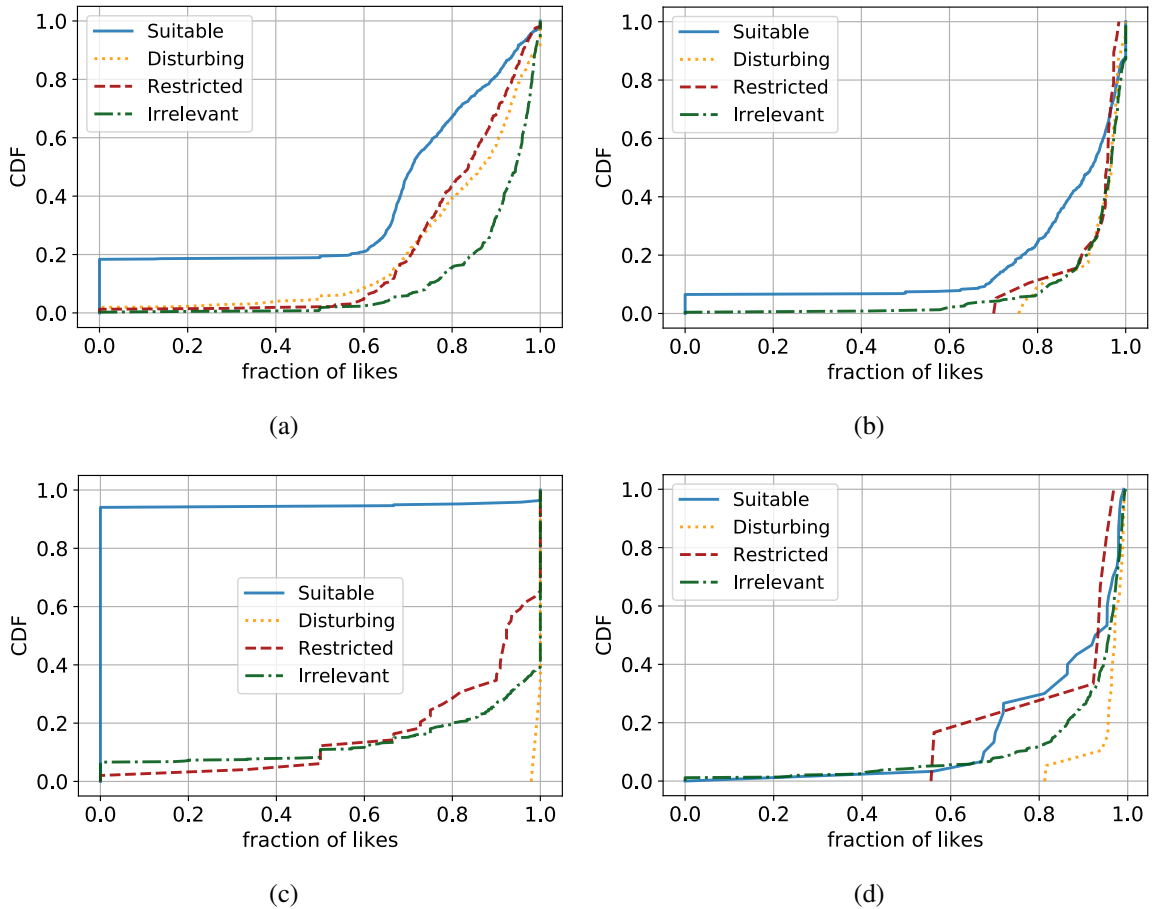 1.0
0.8
0.6
0.4
0.2
0.0
CDF
Suitable
Disturbing
Restricted
Irrelevant
0.0 0.2 0.4 0.6 0.8 1.0
fraction of likes
(a)
1.0
0.8
0.6
0.4
0.2
0.0
CDF
Suitable
Disturbing
Restricted
Irrelevant
0.0 0.2 0.4 0.6 0.8 1.0
fraction of likes
(b)
1.0
0.8
0.6
0.4
0.2
0.0
CDF
Suitable
Disturbing
Restricted
Irrelevant
0.0 0.2 0.4 0.6 0.8 1.0
fraction of likes
(c)
1.0
0.8
0.6
0.4
0.2
0.0
CDF
Suitable
Disturbing
Restricted
Irrelevant
0.0 0.2 0.4 0.6 0.8 1.0
fraction of likes
(d)